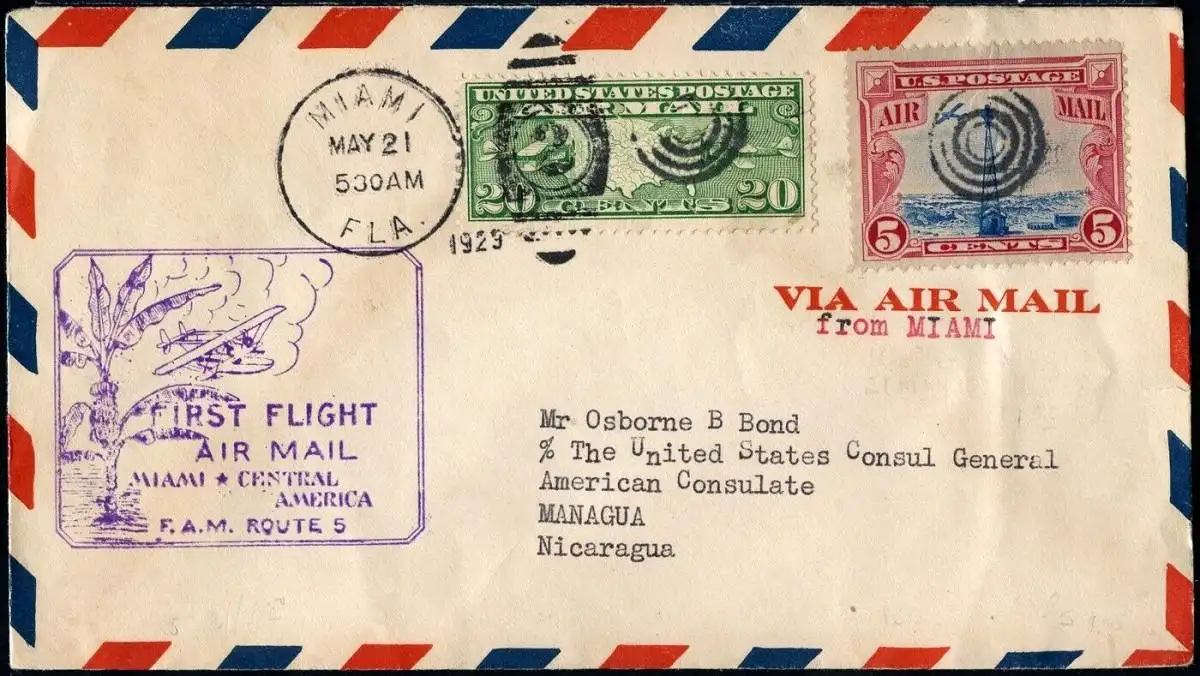 MIAMI
MAY 21
530AM
FLA.
1929
UNITED STATES POSTAGE
AIR MAIL
20 CENTS 20
U.S. POSTAGE
AIR MAIL
5 CENTS 5
VIA AIR MAIL
from MIAMI
FIRST FLIGHT
AIR MAIL
MIAMI ★ CENTRAL
AMERICA
F.A.M. ROUTE 5
Mr Osborne B Bond
% The United States Consul General
American Consulate
MANAGUA
Nicaragua